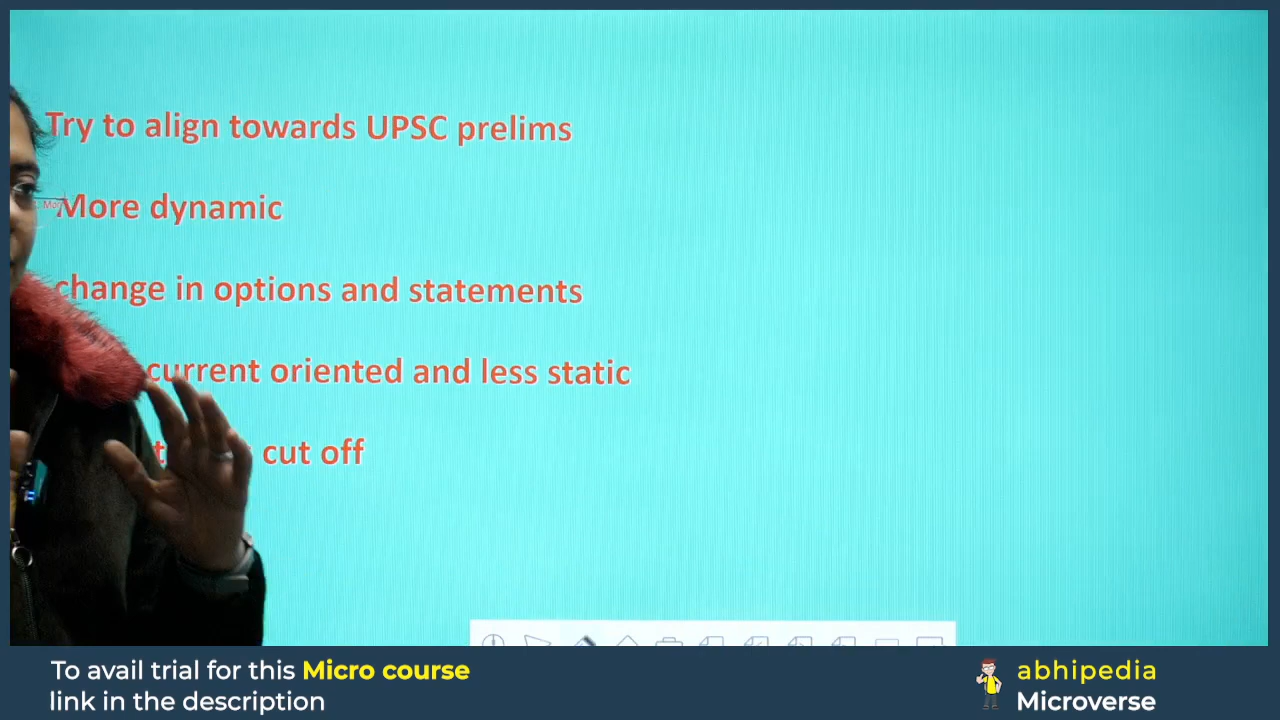 Try to align towards UPSC prelims
More dynamic
change in options and statements
current oriented and less static
cut off
To avail trial for this Micro course
link in the description
abhipedia
Microverse